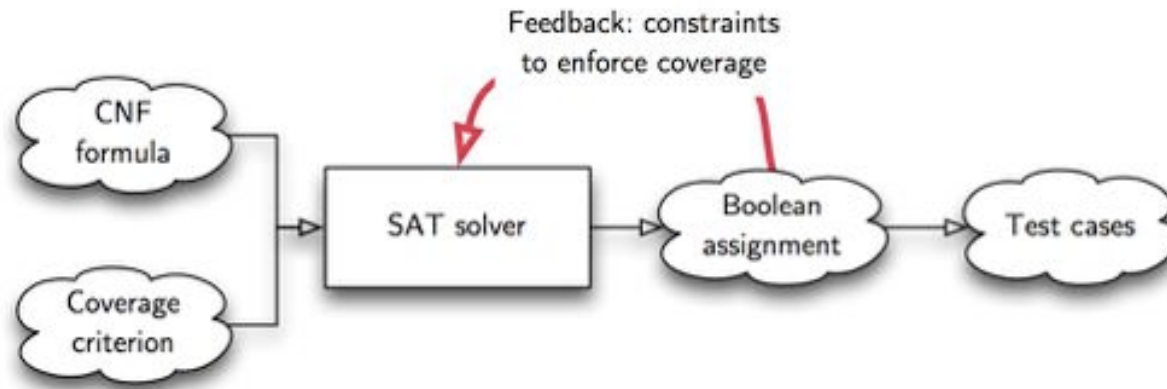 Feedback: constraints
to enforce coverage
CNF
formula
SAT solver
Boolean
assignment
Test cases
Coverage
criterion